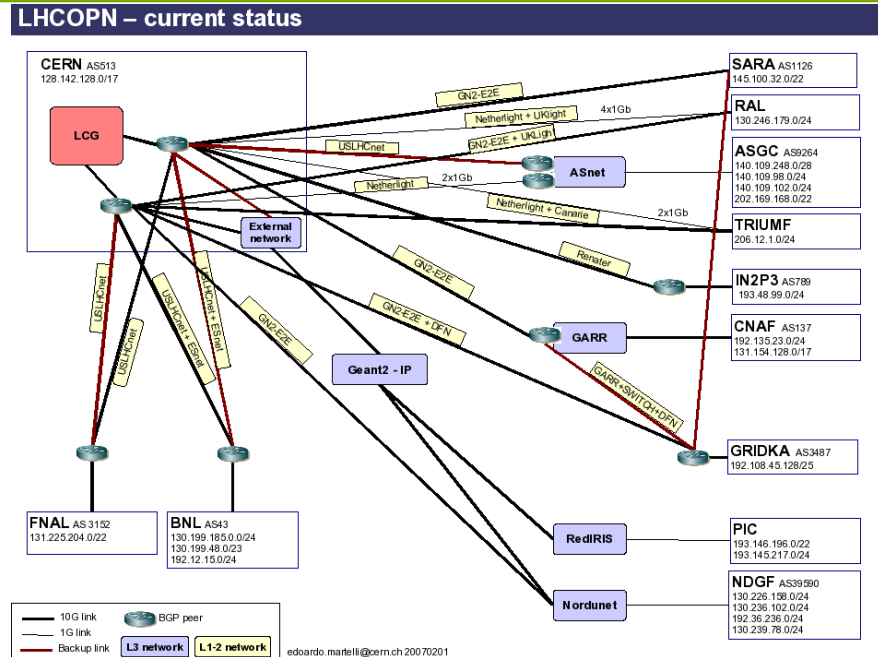 LHCOPN – current status
CERN AS513
128.142.128.0/17
LCG
External
network
SARA AS1126
145.100.32.0/22
RAL
130.246.179.0/24
ASGC AS9264
140.109.248.0/28
140.109.98.0/24
140.109.102.0/24
202.169.168.0/22
TRIUMF
206.12.1.0/24
IN2P3 AS789
193.48.99.0/24
CNAF AS137
192.135.23.0/24
131.154.128.0/17
GRIDKA AS3487
192.108.45.128/25
PIC
193.146.196.0/22
193.145.217.0/24
NDGF AS39590
130.226.158.0/24
130.236.102.0/24
192.36.236.0/24
130.239.78.0/24
GN2-E2E
Netherlight + UKlight
4x1Gb
GN2-E2E + UKLigh
USLHCnet
ASnet
2x1Gb
Netherlight
Netherlight + Canarie
2x1Gb
Renater
GN2-E2E
GN2-E2E + DFN
GN2-E2E
GARR
GARR+SWITCH+DFN
Geant2 - IP
USLHCnet
USLHCnet
USLHCnet + ESnet
USLHCnet + ESnet
RedIRIS
Nordunet
FNAL AS 3152
131.225.204.0/22
BNL AS43
130.199.185.0.0/24
130.199.48.0/23
192.12.15.0/24
10G link
BGP peer
1G link
Backup link
L3 network
L1-2 network
edoardo.martelli@cern.ch 20070201